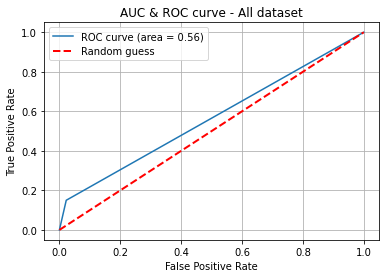 AUC & ROC curve - All dataset
ROC curve (area = 0.56)
Random guess
True Positive Rate
1.0
0.8
0.6
0.4
0.2
0.0
0.0 0.2 0.4 0.6 0.8 1.0
False Positive Rate